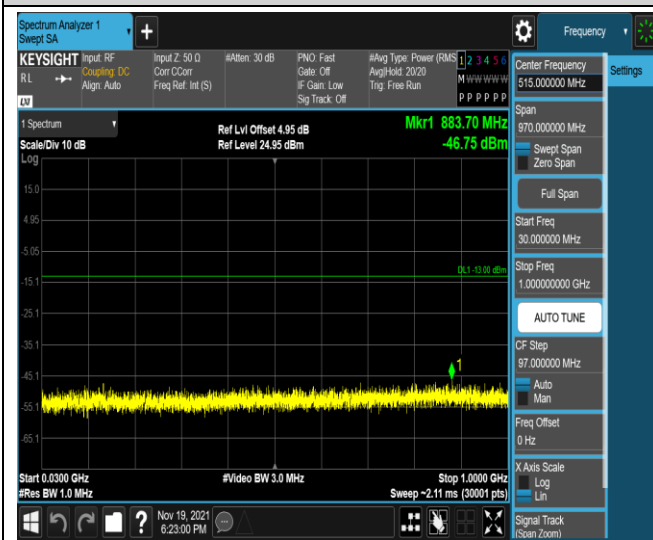 Spectrum Analyzer 1
Swept SA
+
Frequency
KEYSIGHT
RL
LXI
Input: RF
Coupling: DC
Align: Auto
Input Z: 50 Ω
Corr CCorr
Freq Ref: Int (S)
#Atten: 30 dB
PNO: Fast
Gate: Off
IF Gain: Low
Sig Track: Off
#Avg Type: Power (RMS
Avg|Hold: 20/20
Trig: Free Run
1 2 3 4 5 6
M W W W W W
P P P P P P
1 Spectrum
Scale/Div 10 dB
Log
Ref Lvl Offset 4.95 dB
Ref Level 24.95 dBm
Mkr1 883.70 MHz
-46.75 dBm
15.0
4.95
-5.05
-15.1
-25.1
-35.1
-45.1
-55.1
-65.1
DL1 -13.00 dBm
1
Start 0.0300 GHz
#Res BW 1.0 MHz
#Video BW 3.0 MHz
Stop 1.0000 GHz
Sweep ~2.11 ms (30001 pts)
?
Nov 19, 2021
6:23:00 PM
Center Frequency
515.000000 MHz
Settings
Span
970.000000 MHz
Swept Span
Zero Span
Full Span
Start Freq
30.000000 MHz
Stop Freq
1.000000000 GHz
AUTO TUNE
CF Step
97.000000 MHz
Auto
Man
Freq Offset
0 Hz
X Axis Scale
Log
Lin
Signal Track
(Span Zoom)